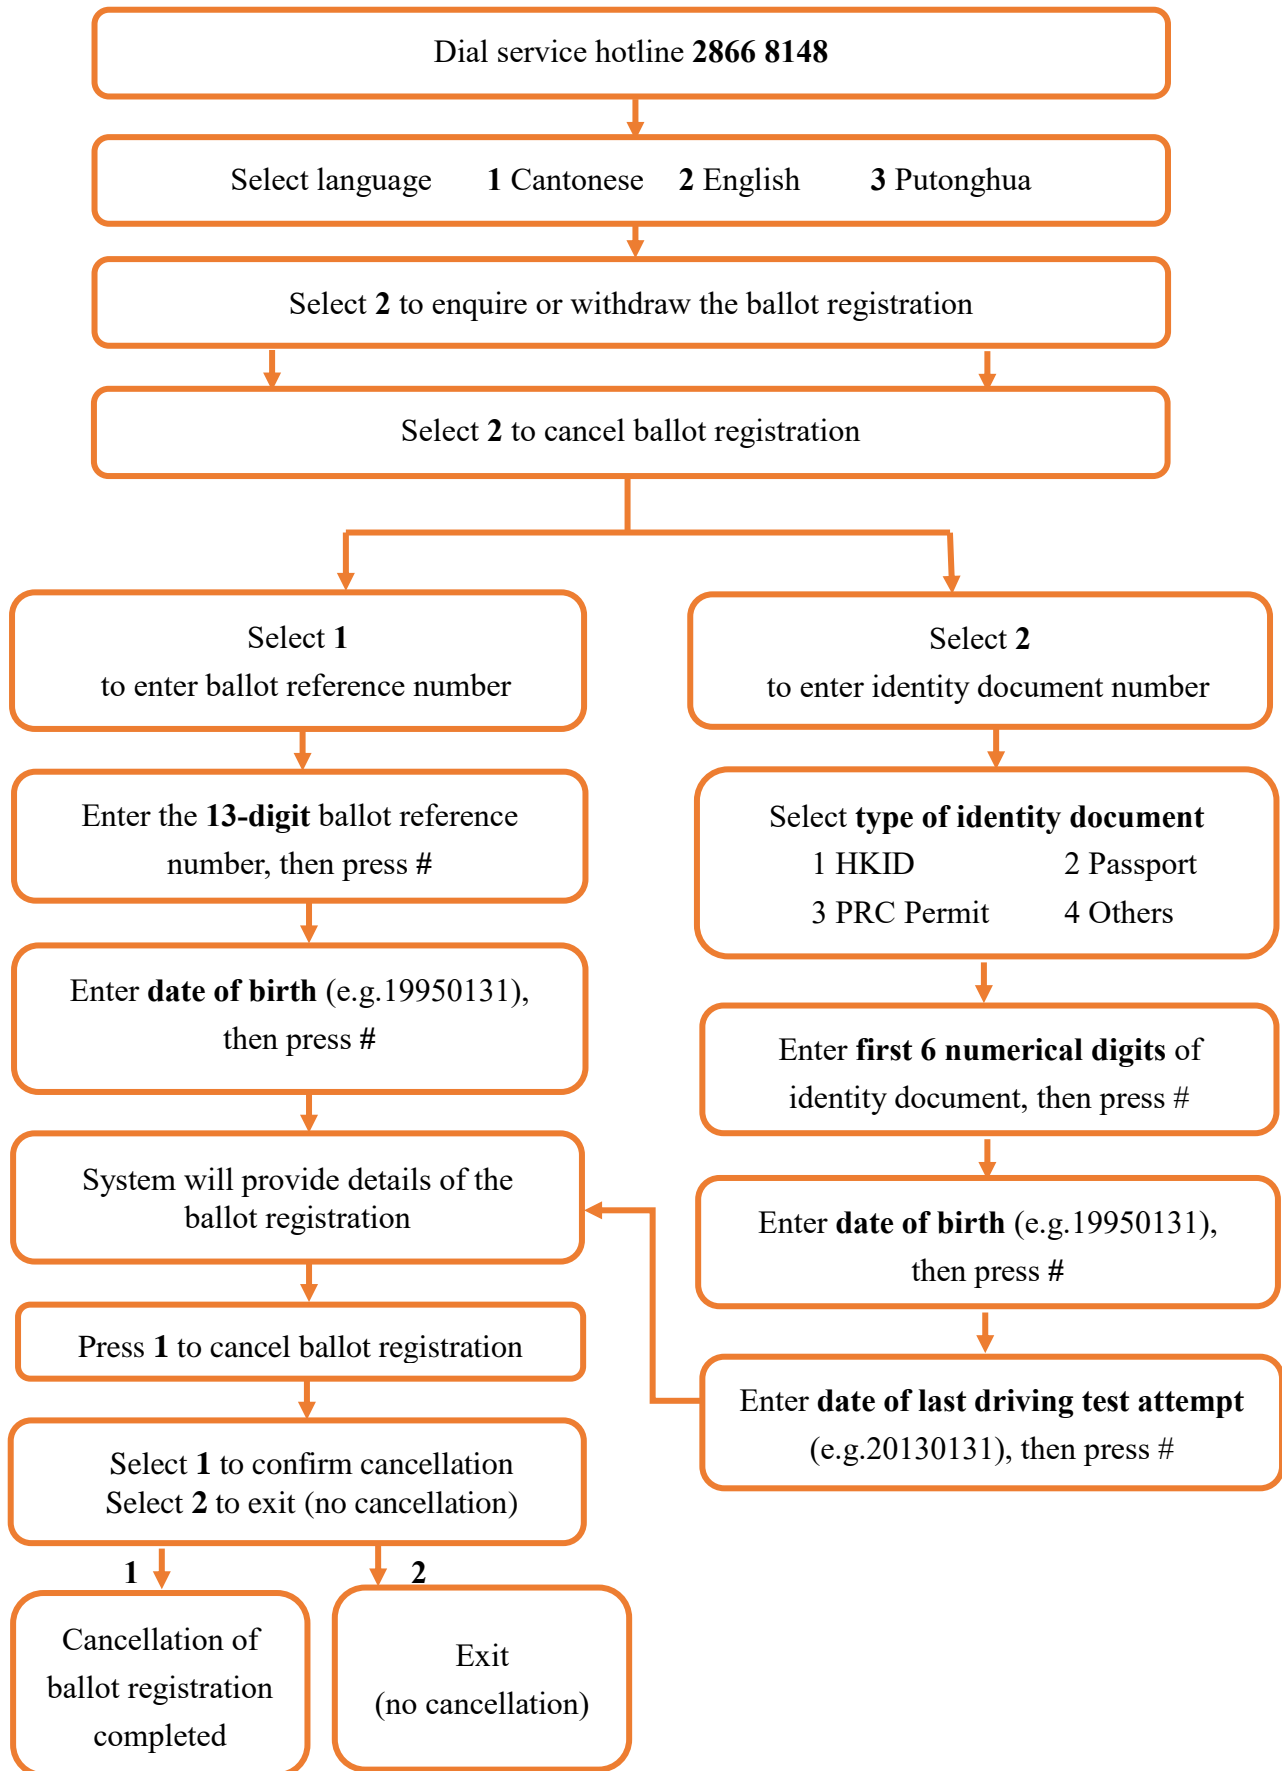 Dial service hotline 2866 8148
Select language 1 Cantonese 2 English 3 Putonghua
Select 2 to enquire or withdraw the ballot registration
Select 2 to cancel ballot registration
Select 1
to enter ballot reference number
Enter the 13-digit ballot reference
number, then press #
Enter date of birth (e.g.19950131),
then press #
System will provide details of the
ballot registration
Press 1 to cancel ballot registration
Select 1 to confirm cancellation
Select 2 to exit (no cancellation)
1
2
Cancellation of
ballot registration
completed
Exit
(no cancellation)
Select 2
to enter identity document number
Select type of identity document
1 HKID 2 Passport
3 PRC Permit 4 Others
Enter first 6 numerical digits of
identity document, then press #
Enter date of birth (e.g.19950131),
then press #
Enter date of last driving test attempt
(e.g.20130131), then press #